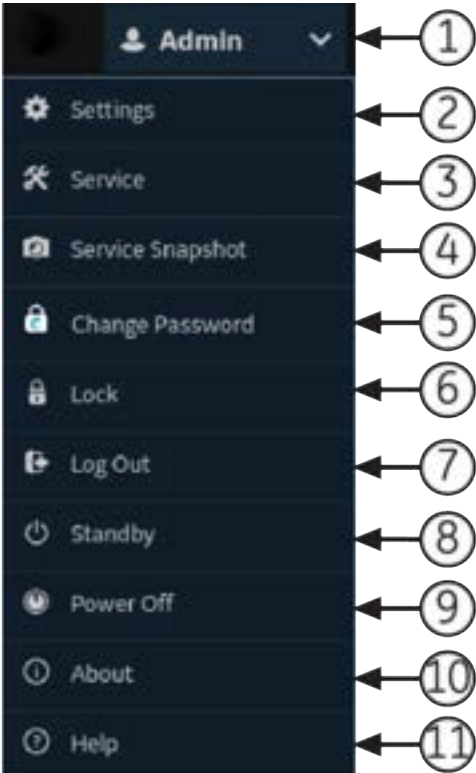 Admin 1
Settings 2
Service 3
Service Snapshot 4
Change Password 5
Lock 6
Log Out 7
Standby 8
Power Off 9
About 10
Help 11